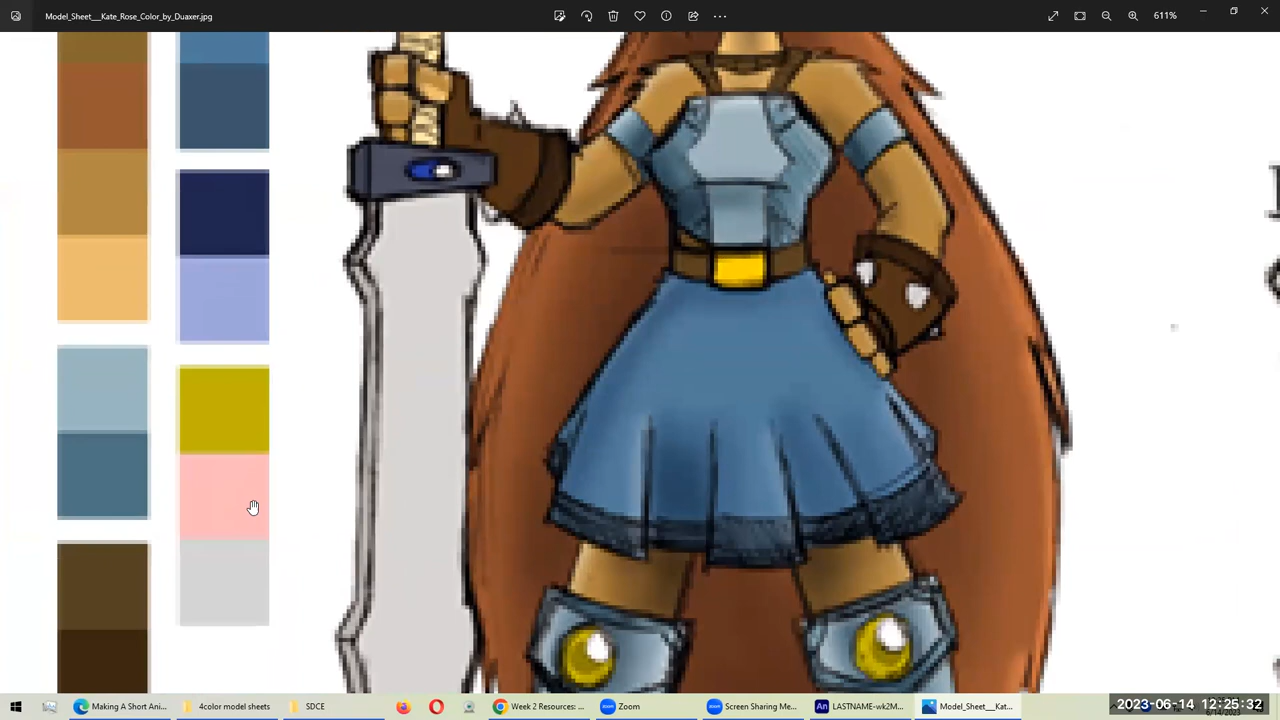 Model_Sheet__Kate_Rose_Color_by_Duaxer.jpg
611%
Making A Short Ani...
4color model sheets
SDCE
Week 2 Resources: ...
Zoom
Screen Sharing Me...
LASTNAME-wk2M...
Model_Sheet__Kat...
2023-06-14 12:25:32